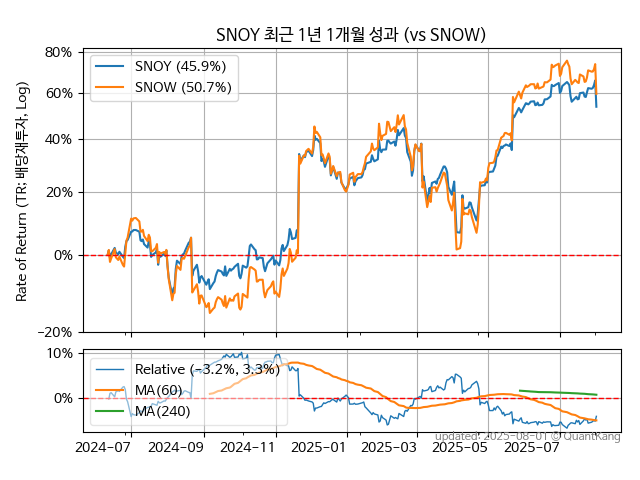 SNOY 최근 1년 1개월 성과 (vs SNOW)
Rate of Return (TR: 배당재투자, Log)
80%
60%
40%
20%
0%
−20%
SNOY (45.9%)
SNOW (50.7%)
10%
0%
Relative (−3.2%, 3.3%)
MA(60)
MA(240)
2024-07
2024-09
2024-11
2025-01
2025-03
2025-05
2025-07
updated: 2025-08-01 © QuantKang